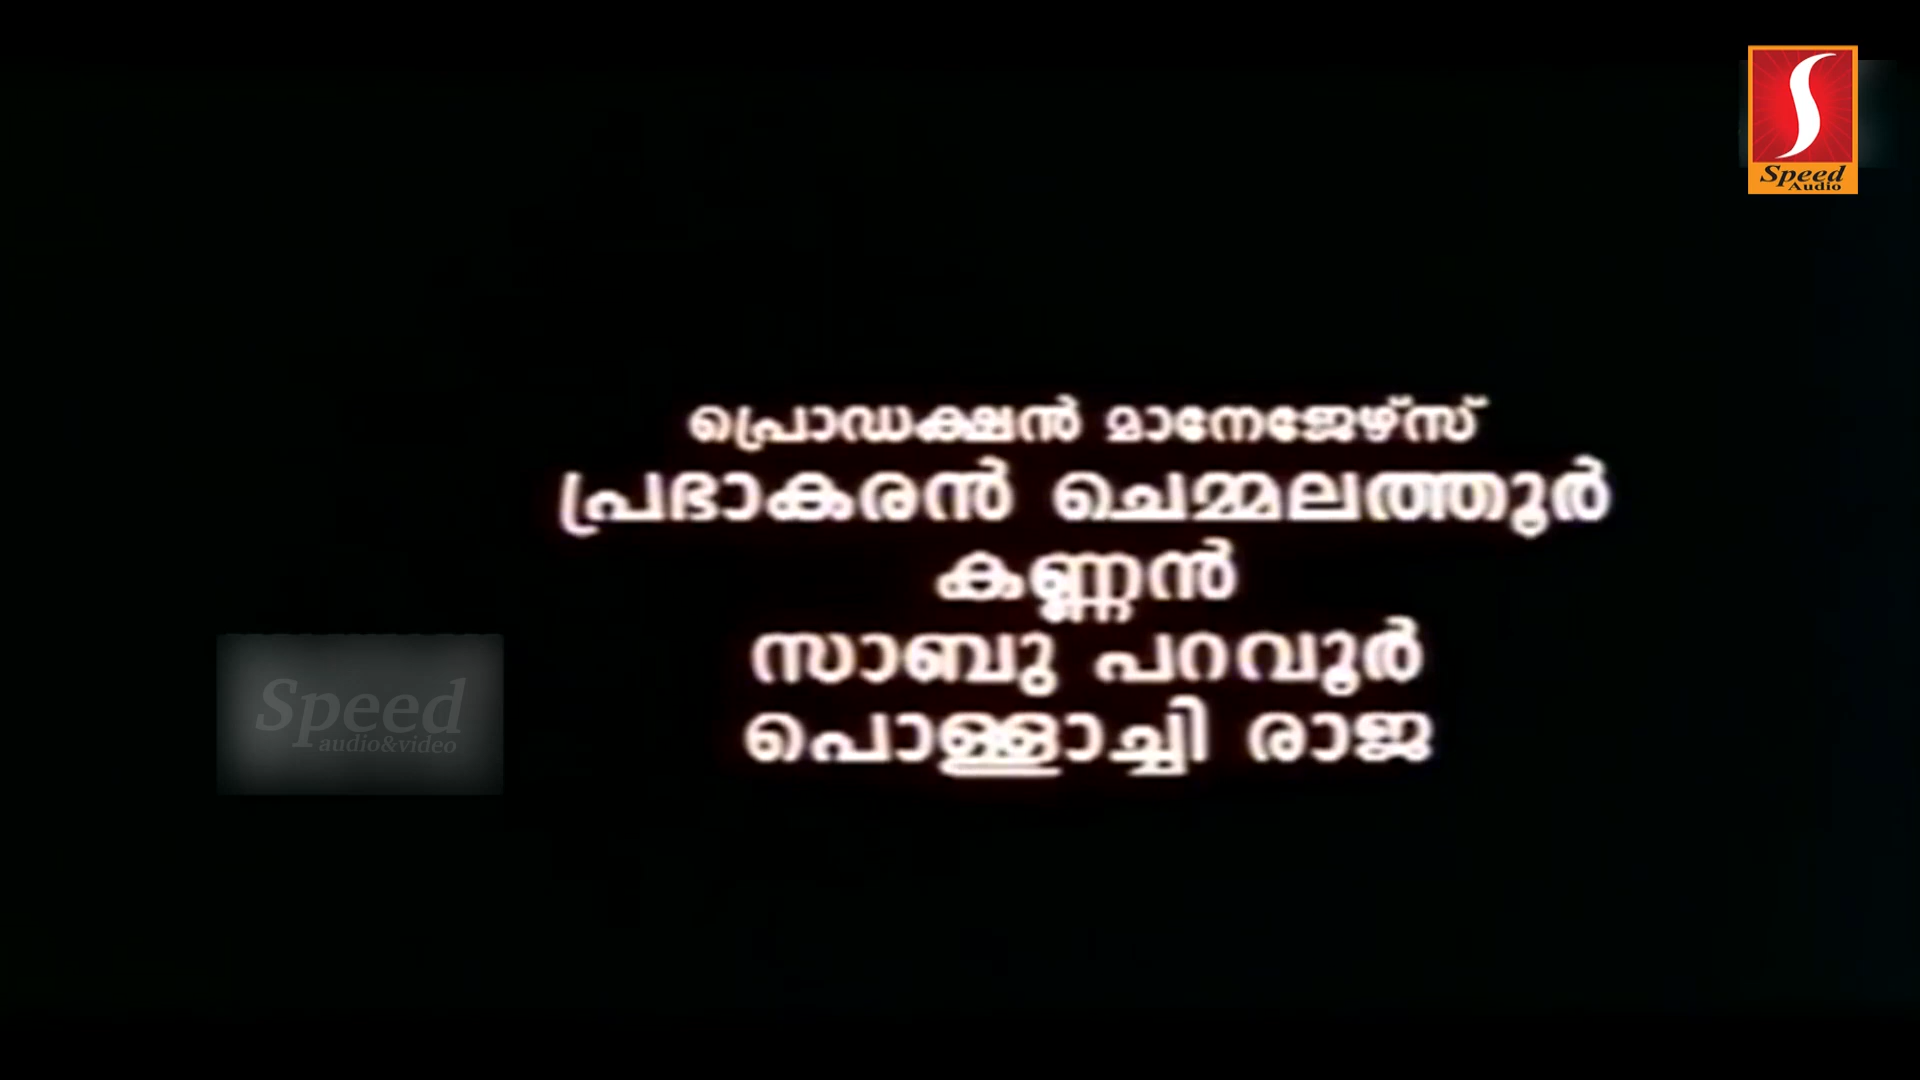 Speed
Audio
പ്രൊഡക്ഷൻ മാനേജേഴ്സ്
പ്രഭാകരൻ ചെമ്മലത്തൂർ
കണ്ണൻ
സാബു പറവൂർ
പൊള്ളാച്ചി രാജ
Speed
audio&video